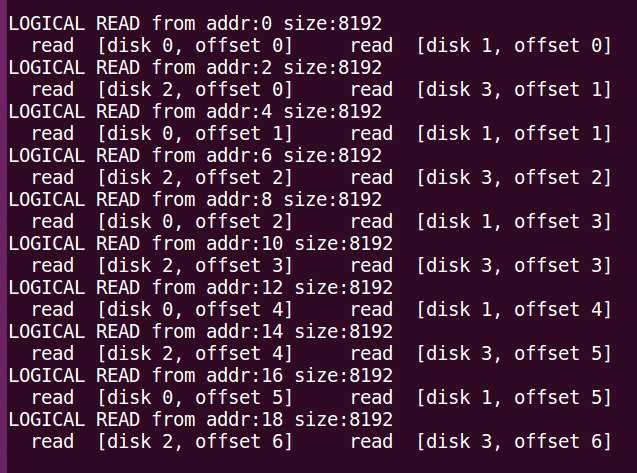 LOGICAL READ from addr:0 size:8192
  read  [disk 0, offset 0]     read  [disk 1, offset 0]
LOGICAL READ from addr:2 size:8192
  read  [disk 2, offset 0]     read  [disk 3, offset 1]
LOGICAL READ from addr:4 size:8192
  read  [disk 0, offset 1]     read  [disk 1, offset 1]
LOGICAL READ from addr:6 size:8192
  read  [disk 2, offset 2]     read  [disk 3, offset 2]
LOGICAL READ from addr:8 size:8192
  read  [disk 0, offset 2]     read  [disk 1, offset 3]
LOGICAL READ from addr:10 size:8192
  read  [disk 2, offset 3]     read  [disk 3, offset 3]
LOGICAL READ from addr:12 size:8192
  read  [disk 0, offset 4]     read  [disk 1, offset 4]
LOGICAL READ from addr:14 size:8192
  read  [disk 2, offset 4]     read  [disk 3, offset 5]
LOGICAL READ from addr:16 size:8192
  read  [disk 0, offset 5]     read  [disk 1, offset 5]
LOGICAL READ from addr:18 size:8192
  read  [disk 2, offset 6]     read  [disk 3, offset 6]